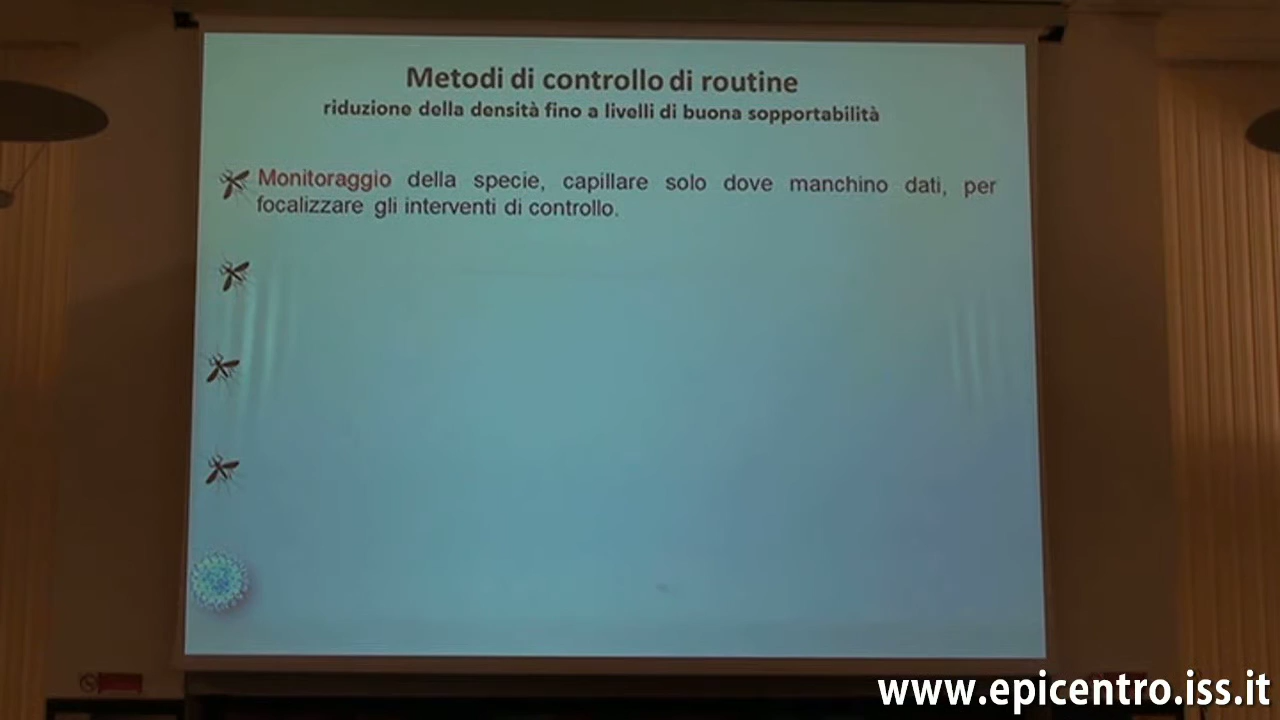 Metodi di controllo di routine
riduzione della densità fino a livelli di buona sopportabilità
Monitoraggio della specie, capillare solo dove manchino dati, per
focalizzare gli interventi di controllo.
www.epicentro.iss.it